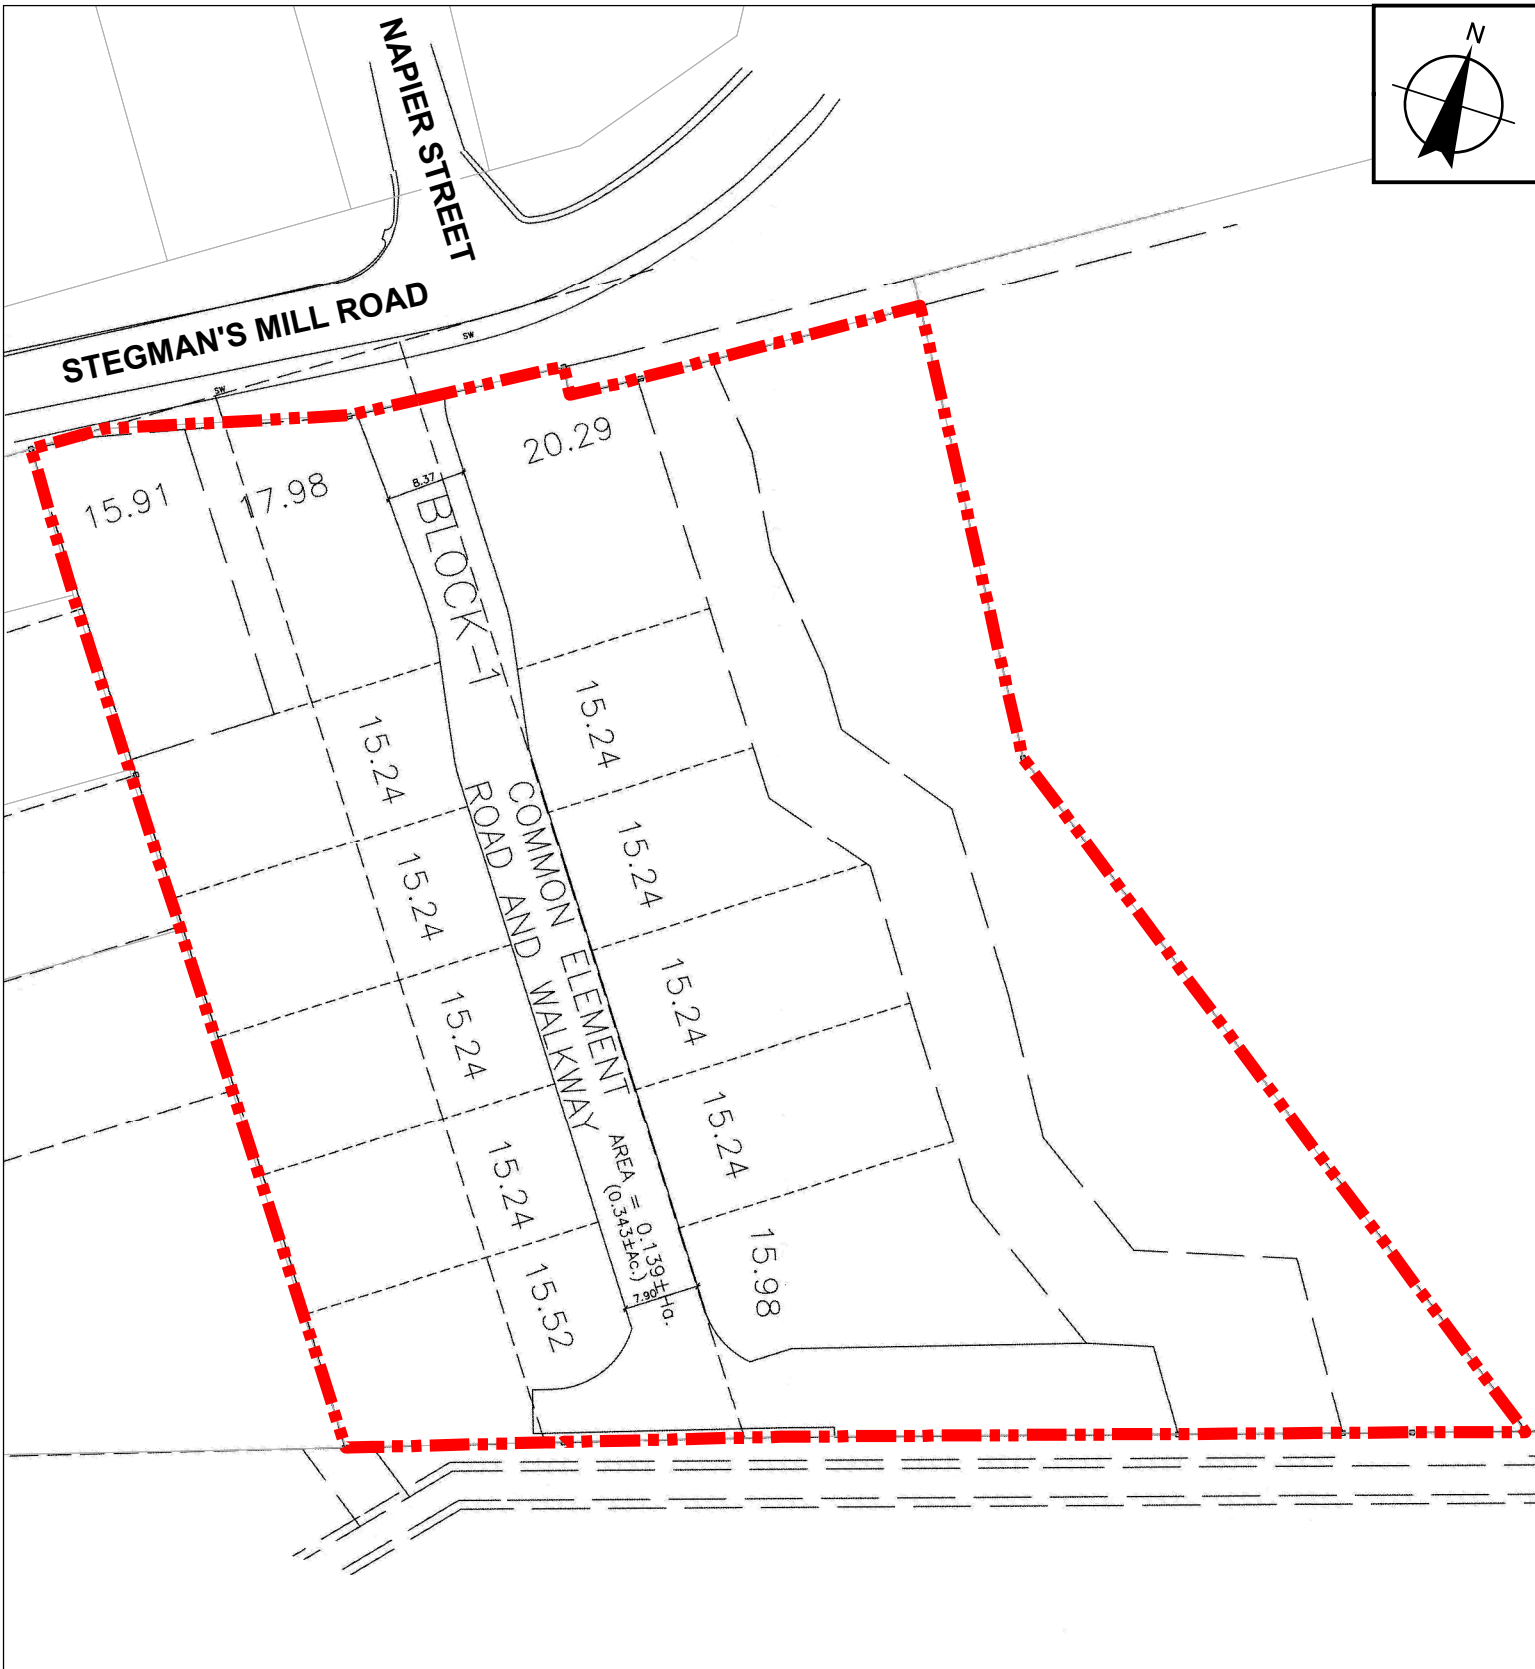 N
NAPIER STREET
STEGMAN'S MILL ROAD
SW
SW
15.91
17.98
20.29
8.37
BLOCK-1
15.24
15.24
15.24
15.24
15.24
15.24
15.24
15.24
15.52
15.98
COMMON ELEMENT
ROAD AND WALKWAY
AREA = 0.139±Ha.
(0.343±Ac.)
7.90